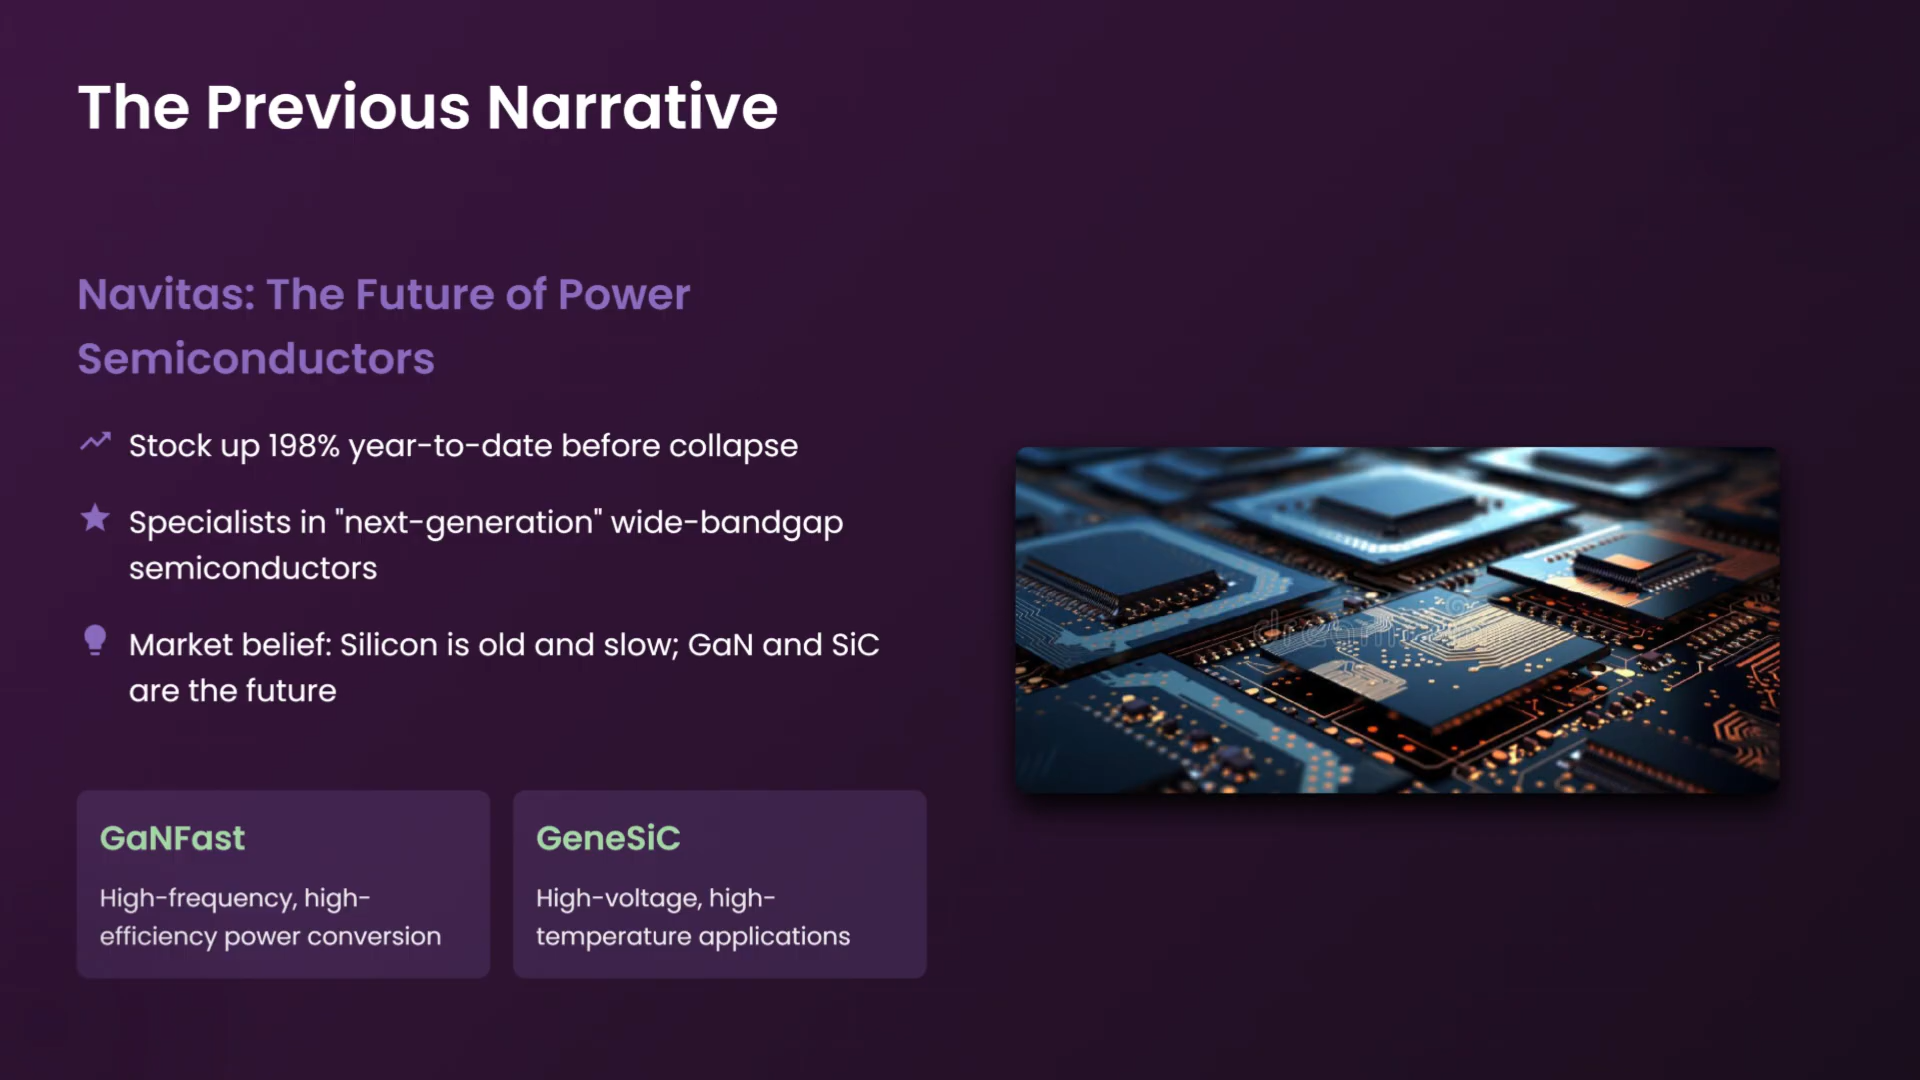 The Previous Narrative
Navitas: The Future of Power
Semiconductors
Stock up 198% year-to-date before collapse
Specialists in "next-generation" wide-bandgap
semiconductors
Market belief: Silicon is old and slow; GaN and SiC
are the future
GaNFast
High-frequency, high-
efficiency power conversion
GeneSiC
High-voltage, high-
temperature applications